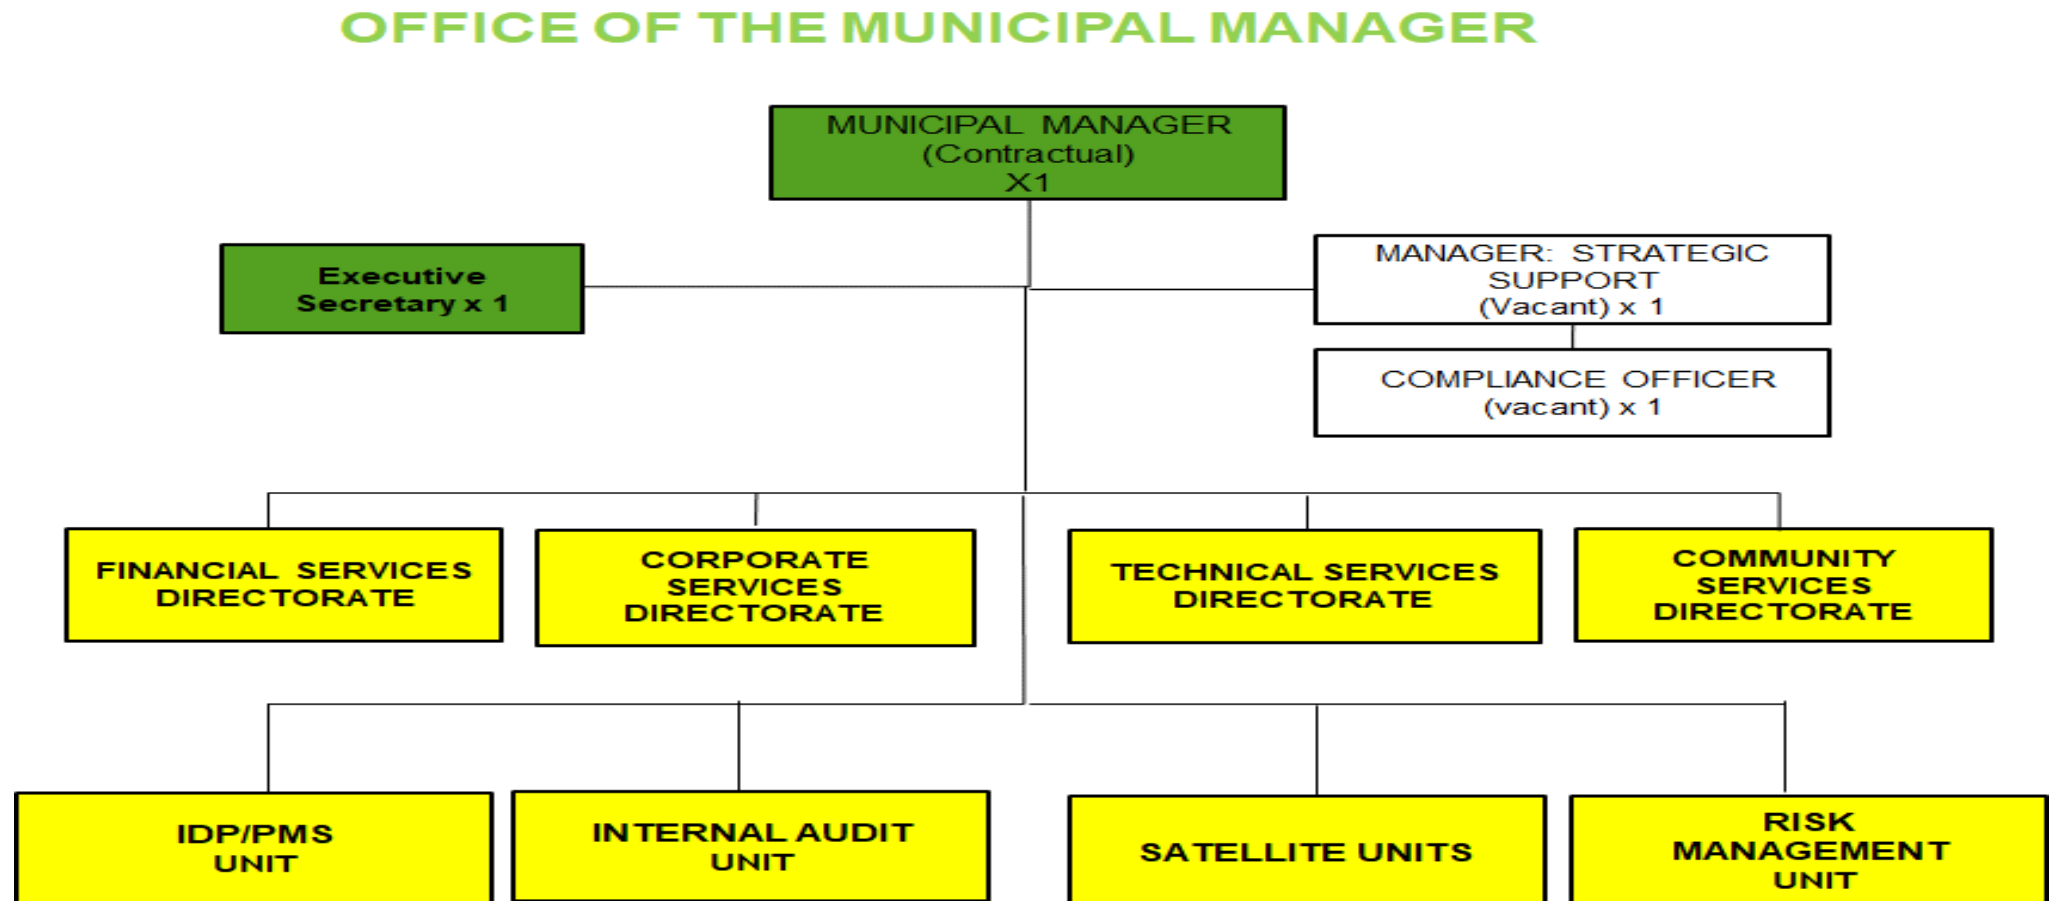 OFFICE OF THE MUNICIPAL MANAGER
MUNICIPAL MANAGER
(Contractual)
X1
Executive
Secretary x 1
MANAGER: STRATEGIC
SUPPORT
(Vacant) x 1
COMPLIANCE OFFICER
(vacant) x 1
FINANCIAL SERVICES
DIRECTORATE
CORPORATE
SERVICES
DIRECTORATE
TECHNICAL SERVICES
DIRECTORATE
COMMUNITY
SERVICES
DIRECTORATE
IDP/PMS
UNIT
INTERNAL AUDIT
UNIT
SATELLITE UNITS
RISK
MANAGEMENT
UNIT